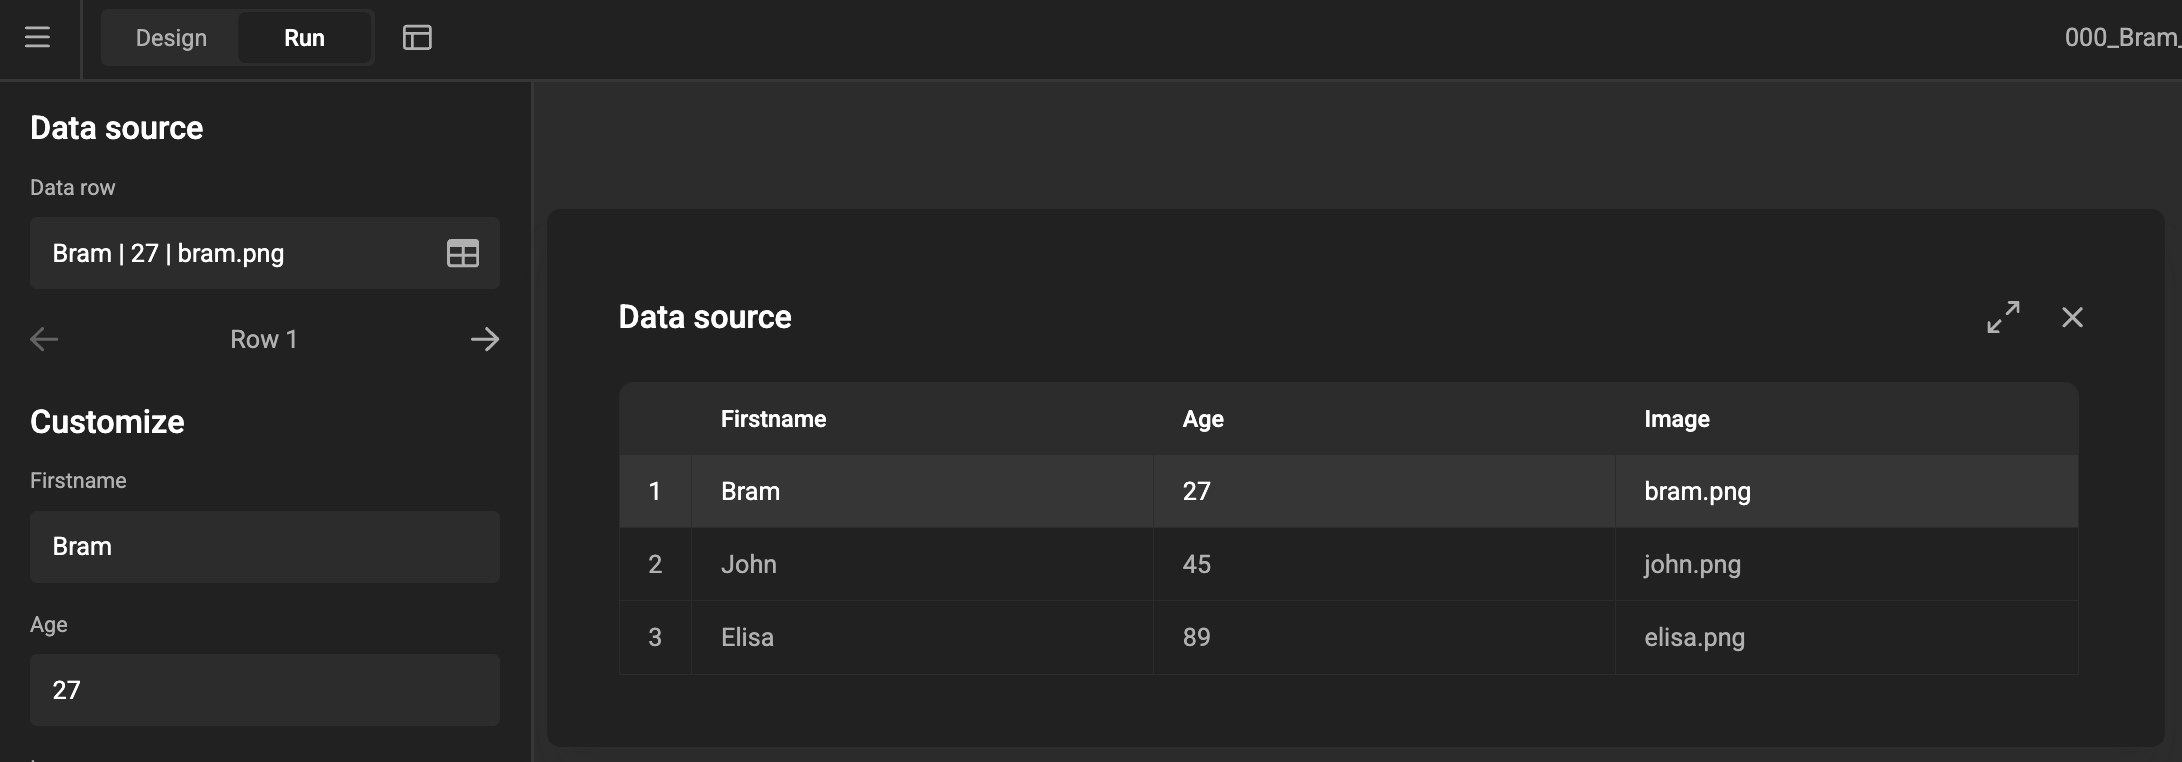 Design Run 000_Bram_
Data source
Data row
Bram | 27 | bram.png
Row 1
Customize
Firstname
Bram
Age
27
Data source
Firstname Age Image
1 Bram 27 bram.png
2 John 45 john.png
3 Elisa 89 elisa.png